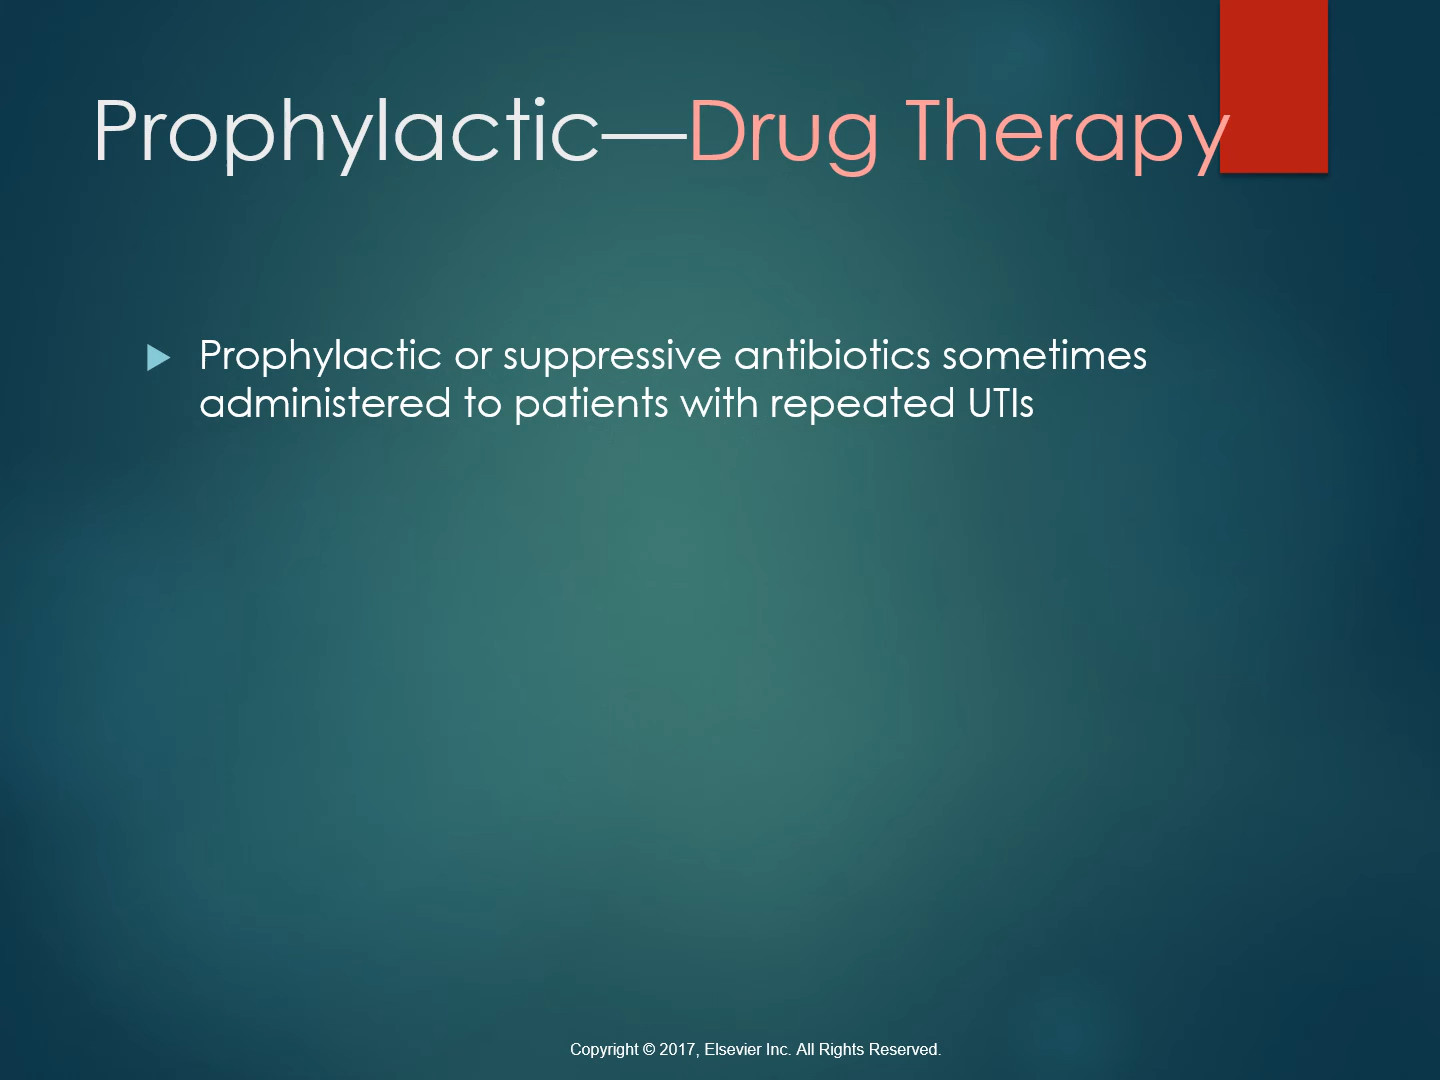 Prophylactic—Drug Therapy
Prophylactic or suppressive antibiotics sometimes
administered to patients with repeated UTIs
Copyright © 2017, Elsevier Inc. All Rights Reserved.